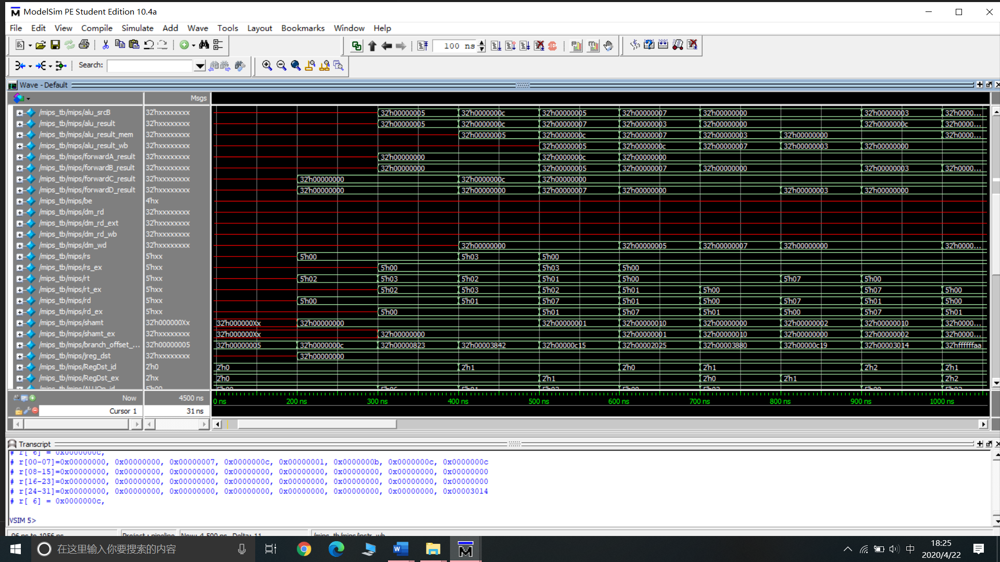 ModelSim PE Student Edition 10.4a
File Edit View Compile Simulate Add Wave Tools Layout Bookmarks Window Help
100 ns
Search:
Wave - Default
Msgs
/mips_tb/mips/alu_srcB 32'hxxxxxxxx 32'h00000005 32'h0000000c 32'h00000005 32'h00000007 32'h00000000 32'h00000003 32'h0000...
/mips_tb/mips/alu_result 32'hxxxxxxxx 32'h00000005 32'h0000000c 32'h00000007 32'h00000003 32'h00000000 32'h0000000c 32'h0000...
/mips_tb/mips/alu_result_mem 32'hxxxxxxxx 32'h00000005 32'h0000000c 32'h00000007 32'h00000003 32'h00000000 32'h0000...
/mips_tb/mips/alu_result_wb 32'hxxxxxxxx 32'h00000005 32'h0000000c 32'h00000007 32'h00000003 32'h00000000
/mips_tb/mips/forwardA_result 32'hxxxxxxxx 32'h00000000 32'h0000000c 32'h00000000
/mips_tb/mips/forwardB_result 32'hxxxxxxxx 32'h00000000 32'h00000005 32'h00000007 32'h00000000 32'h00000003 32'h0000...
/mips_tb/mips/forwardC_result 32'hxxxxxxxx 32'h00000000 32'h0000000c 32'h00000000
/mips_tb/mips/forwardD_result 32'hxxxxxxxx 32'h00000000 32'h00000000 32'h00000007 32'h00000000 32'h00000003 32'h00000000
/mips_tb/mips/be 4'hx
/mips_tb/mips/dm_rd 32'hxxxxxxxx
/mips_tb/mips/dm_rd_ext 32'hxxxxxxxx
/mips_tb/mips/dm_rd_wb 32'hxxxxxxxx
/mips_tb/mips/dm_wd 32'hxxxxxxxx 32'h00000000 32'h00000005 32'h00000007 32'h00000000 32'h0000...
/mips_tb/mips/rs 5'hxx 5'h00 5'h03 5'h00
/mips_tb/mips/rs_ex 5'hxx 5'h00 5'h03 5'h00
/mips_tb/mips/rt 5'hxx 5'h02 5'h03 5'h02 5'h01 5'h00 5'h07 5'h00
/mips_tb/mips/rt_ex 5'hxx 5'h02 5'h03 5'h02 5'h01 5'h00 5'h07 5'h00
/mips_tb/mips/rd 5'hxx 5'h00 5'h01 5'h07 5'h01 5'h00 5'h07 5'h01 5'h00
/mips_tb/mips/rd_ex 5'hxx 5'h00 5'h01 5'h07 5'h01 5'h00 5'h07 5'h01
/mips_tb/mips/shamt 32'h000000Xx 32'h000000Xx 32'h00000000 32'h00000001 32'h00000010 32'h00000000 32'h00000002 32'h00000010 32'h0000...
/mips_tb/mips/shamt_ex 32'hxxxxxxxx 32'h000000Xx 32'h00000000 32'h00000001 32'h00000010 32'h00000000 32'h00000002 32'h0000...
/mips_tb/mips/branch_offset_... 32'h00000005 32'h00000005 32'h0000000c 32'h00000823 32'h00003842 32'h00000c15 32'h00002025 32'h00003880 32'h00000c19 32'h00003014 32'hffffffaa
/mips_tb/mips/jreg_dst 32'hxxxxxxxx 32'h00000000
/mips_tb/mips/RegDst_id 2'h0 2'h0 2'h1 2'h0 2'h1 2'h2 2'h1
/mips_tb/mips/RegDst_ex 2'hx 2'h0 2'h1 2'h0 2'h1 2'h2
Now 4500 ns 0 ns 200 ns 300 ns 400 ns 500 ns 600 ns 700 ns 800 ns 900 ns 1000 ns
Cursor 1 31 ns
Transcript
# r[ 6] = 0x0000000c,
# r[00-07]=0x00000000, 0x00000000, 0x00000007, 0x0000000c, 0x00000001, 0x0000000b, 0x0000000c, 0x0000000c
# r[08-15]=0x00000000, 0x00000000, 0x00000000, 0x00000000, 0x00000000, 0x00000000, 0x00000000, 0x00000000
# r[16-23]=0x00000000, 0x00000000, 0x00000000, 0x00000000, 0x00000000, 0x00000000, 0x00000000, 0x00000000
# r[24-31]=0x00000000, 0x00000000, 0x00000000, 0x00000000, 0x00000000, 0x00000000, 0x00000000, 0x00003014
# r[ 6] = 0x0000000c,
VSIM 5>
96 ns to 1056 ns Project : pipeline Now: 4,500 ns Delta: 11 /mips_tb/mips/instr_wb
在这里输入你要搜索的内容
中
18:25
2020/4/22